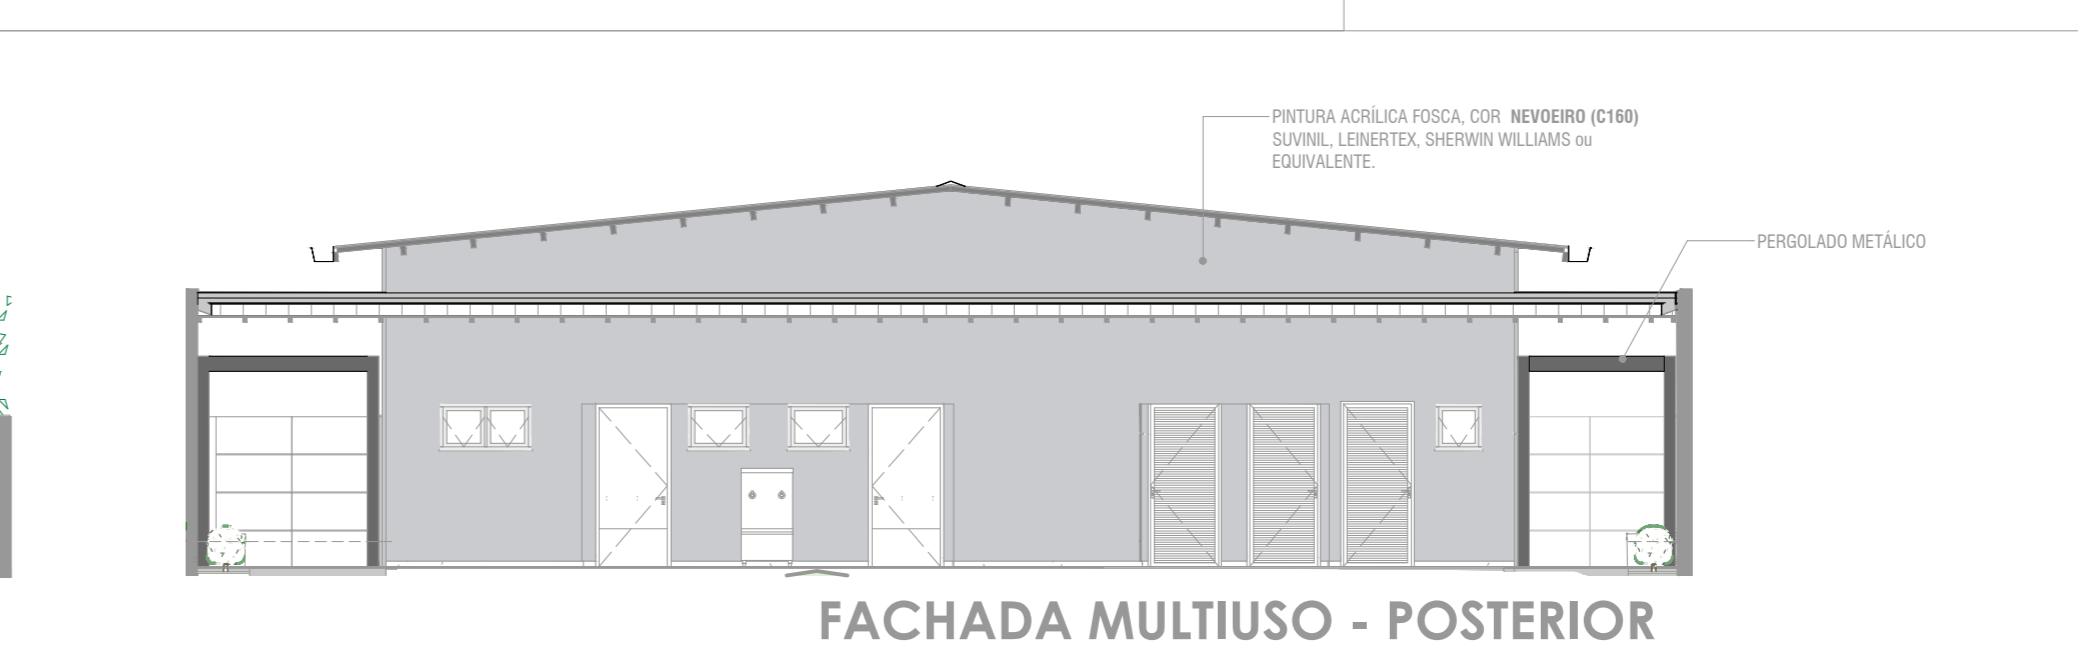 PINTURA ACRÍLICA FOSCA, COR NEVOEIRO (C160)
SUVINIL, LEINERTEX, SHERWIN WILLIAMS ou
EQUIVALENTE.
PERGOLADO METÁLICO
FACHADA MULTIUSO - POSTERIOR